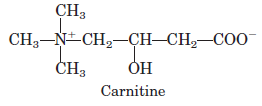 CH₃
CH₃—N⁺—CH₂—CH—CH₂—COO⁻
CH₃ OH
Carnitine